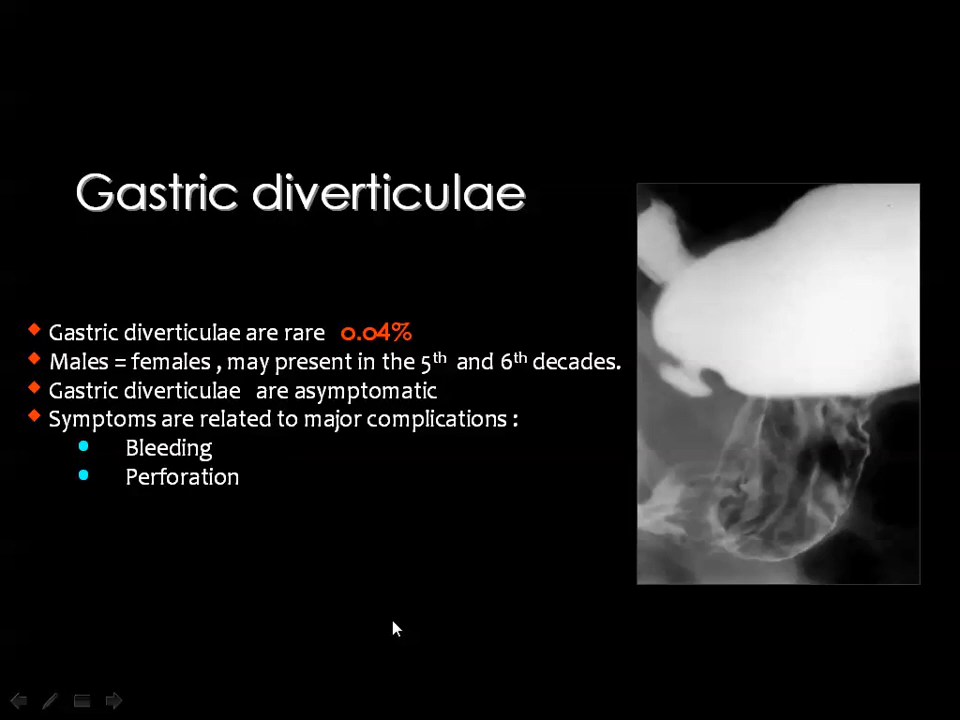 Gastric diverticulae
Gastric diverticulae are rare 0.04%
Males = females , may present in the 5th and 6th decades.
Gastric diverticulae are asymptomatic
Symptoms are related to major complications :
Bleeding
Perforation